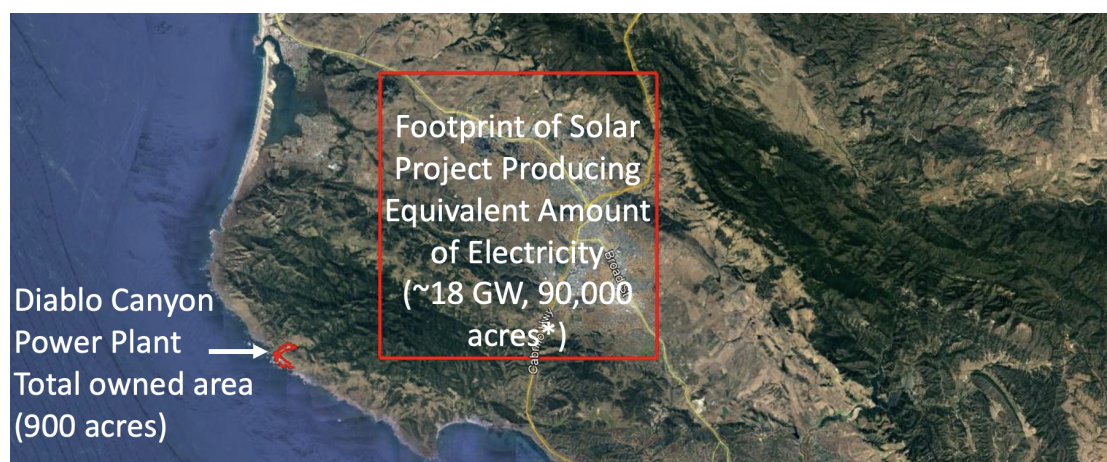 Footprint of Solar
Project Producing
Equivalent Amount
of Electricity
(~18 GW, 90,000
acres*)
Diablo Canyon
Power Plant
Total owned area
(900 acres)